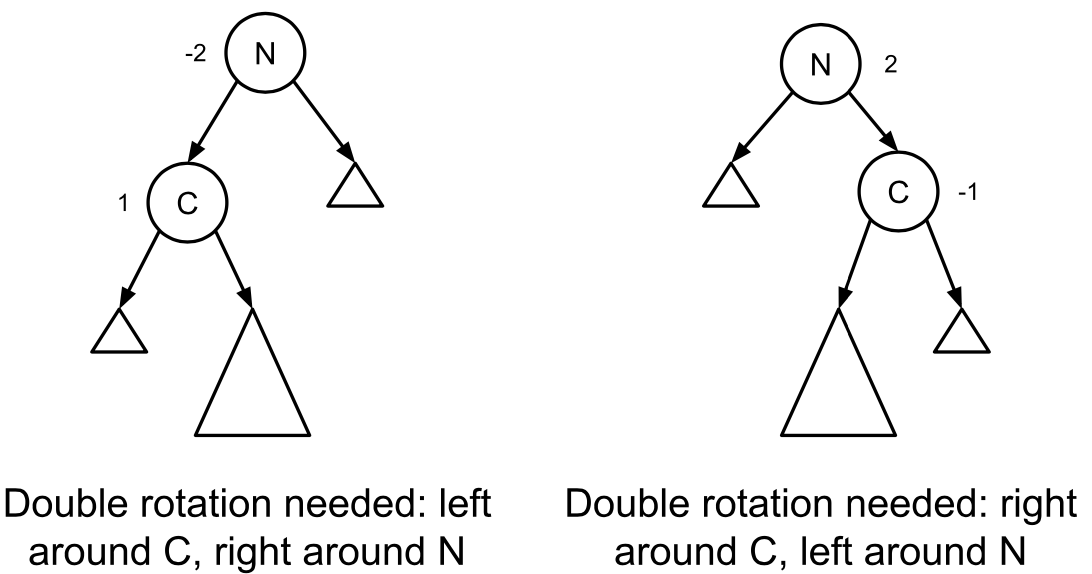 -2
N
1
C
Double rotation needed: left
around C, right around N
N
2
C
-1
Double rotation needed: right
around C, left around N